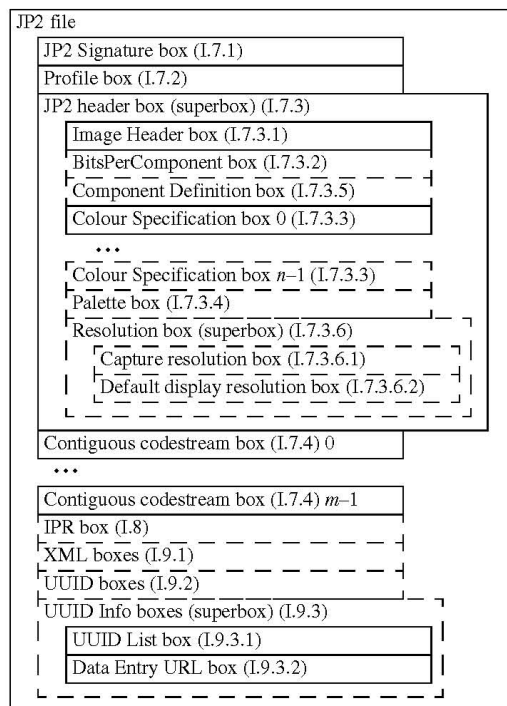 JP2 file
JP2 Signature box (I.7.1)
Profile box (I.7.2)
JP2 header box (superbox) (I.7.3)
Image Header box (I.7.3.1)
BitsPerComponent box (I.7.3.2)
Component Definition box (I.7.3.5)
Colour Specification box 0 (I.7.3.3)
...
Colour Specification box n–1 (I.7.3.3)
Palette box (I.7.3.4)
Resolution box (superbox) (I.7.3.6)
Capture resolution box (I.7.3.6.1)
Default display resolution box (I.7.3.6.2)
Contiguous codestream box (I.7.4) 0
...
Contiguous codestream box (I.7.4) m–1
IPR box (I.8)
XML boxes (I.9.1)
UUID boxes (I.9.2)
UUID Info boxes (superbox) (I.9.3)
UUID List box (I.9.3.1)
Data Entry URL box (I.9.3.2)